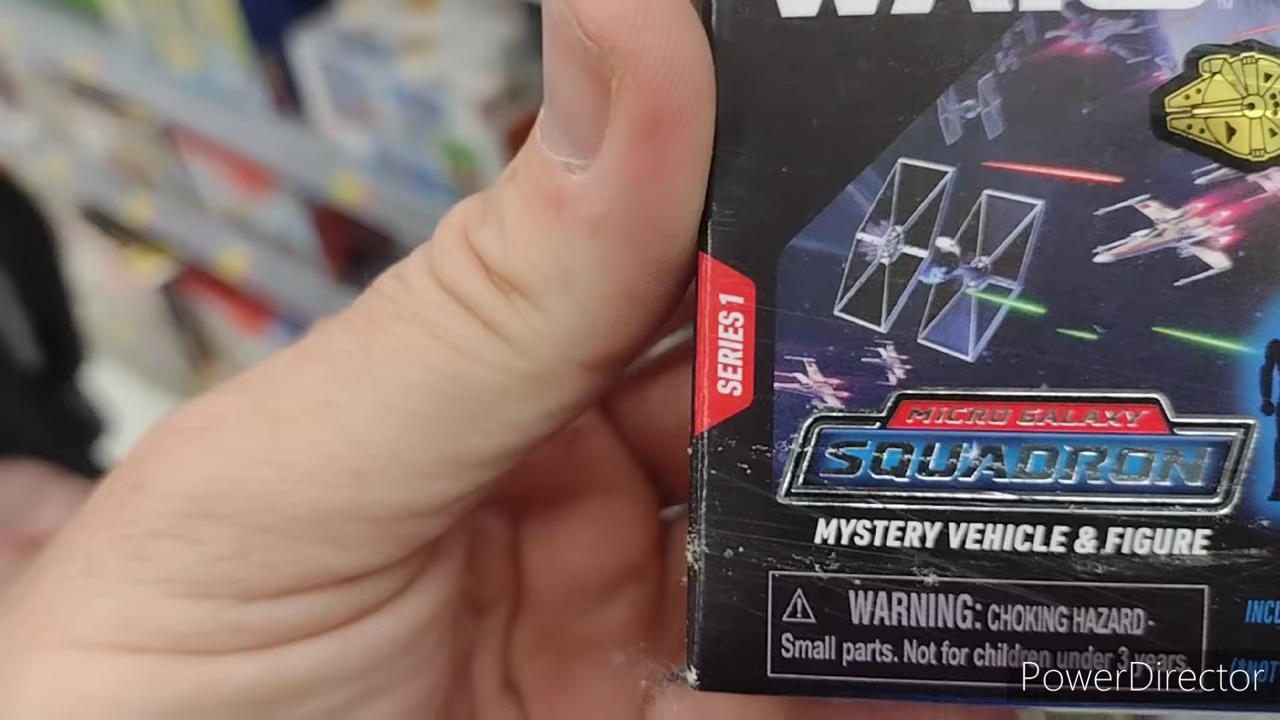 WARS
SERIES 1
MICRO GALAXY
SQUADRON
MYSTERY VEHICLE & FIGURE
WARNING: CHOKING HAZARD -
Small parts. Not for children under 3 years.
PowerDirector